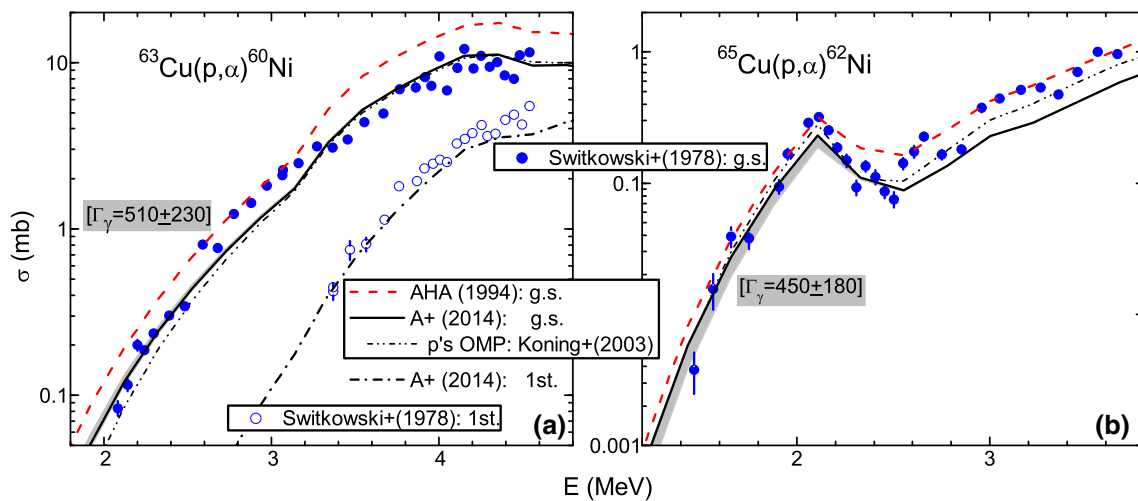 ⁶³Cu(p,α)⁶⁰Ni
[Γγ=510±230]
σ (mb)
10
1
0.1
2
3
4
(a)
⁶⁵Cu(p,α)⁶²Ni
Switkowski+(1978): g.s.
[Γγ=450±180]
AHA (1994): g.s.
A+ (2014): g.s.
p's OMP: Koning+(2003)
A+ (2014): 1st.
Switkowski+(1978): 1st.
1
0.1
0.001
2
3
(b)
E (MeV)